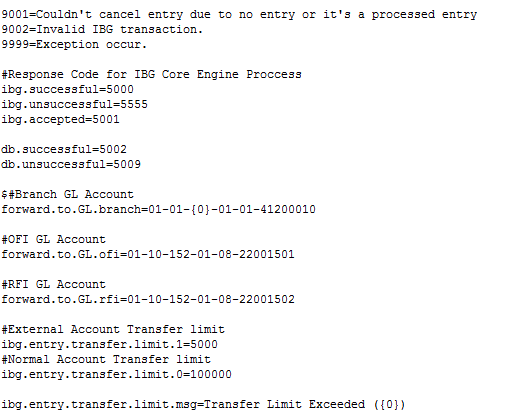 9001=Couldn't cancel entry due to no entry or it's a processed entry
9002=Invalid IBG transaction.
9999=Exception occur.
#Response Code for IBG Core Engine Proccess
ibg.successful=5000
ibg.unsuccessful=5555
ibg.accepted=5001
db.successful=5002
db.unsuccessful=5009
$#Branch GL Account
forward.to.GL.branch=01-01-{0}-01-01-41200010
#OFI GL Account
forward.to.GL.ofi=01-10-152-01-08-22001501
#RFI GL Account
forward.to.GL.rfi=01-10-152-01-08-22001502
#External Account Transfer limit
ibg.entry.transfer.limit.1=5000
#Normal Account Transfer limit
ibg.entry.transfer.limit.0=100000
ibg.entry.transfer.limit.msg=Transfer Limit Exceeded ({0})